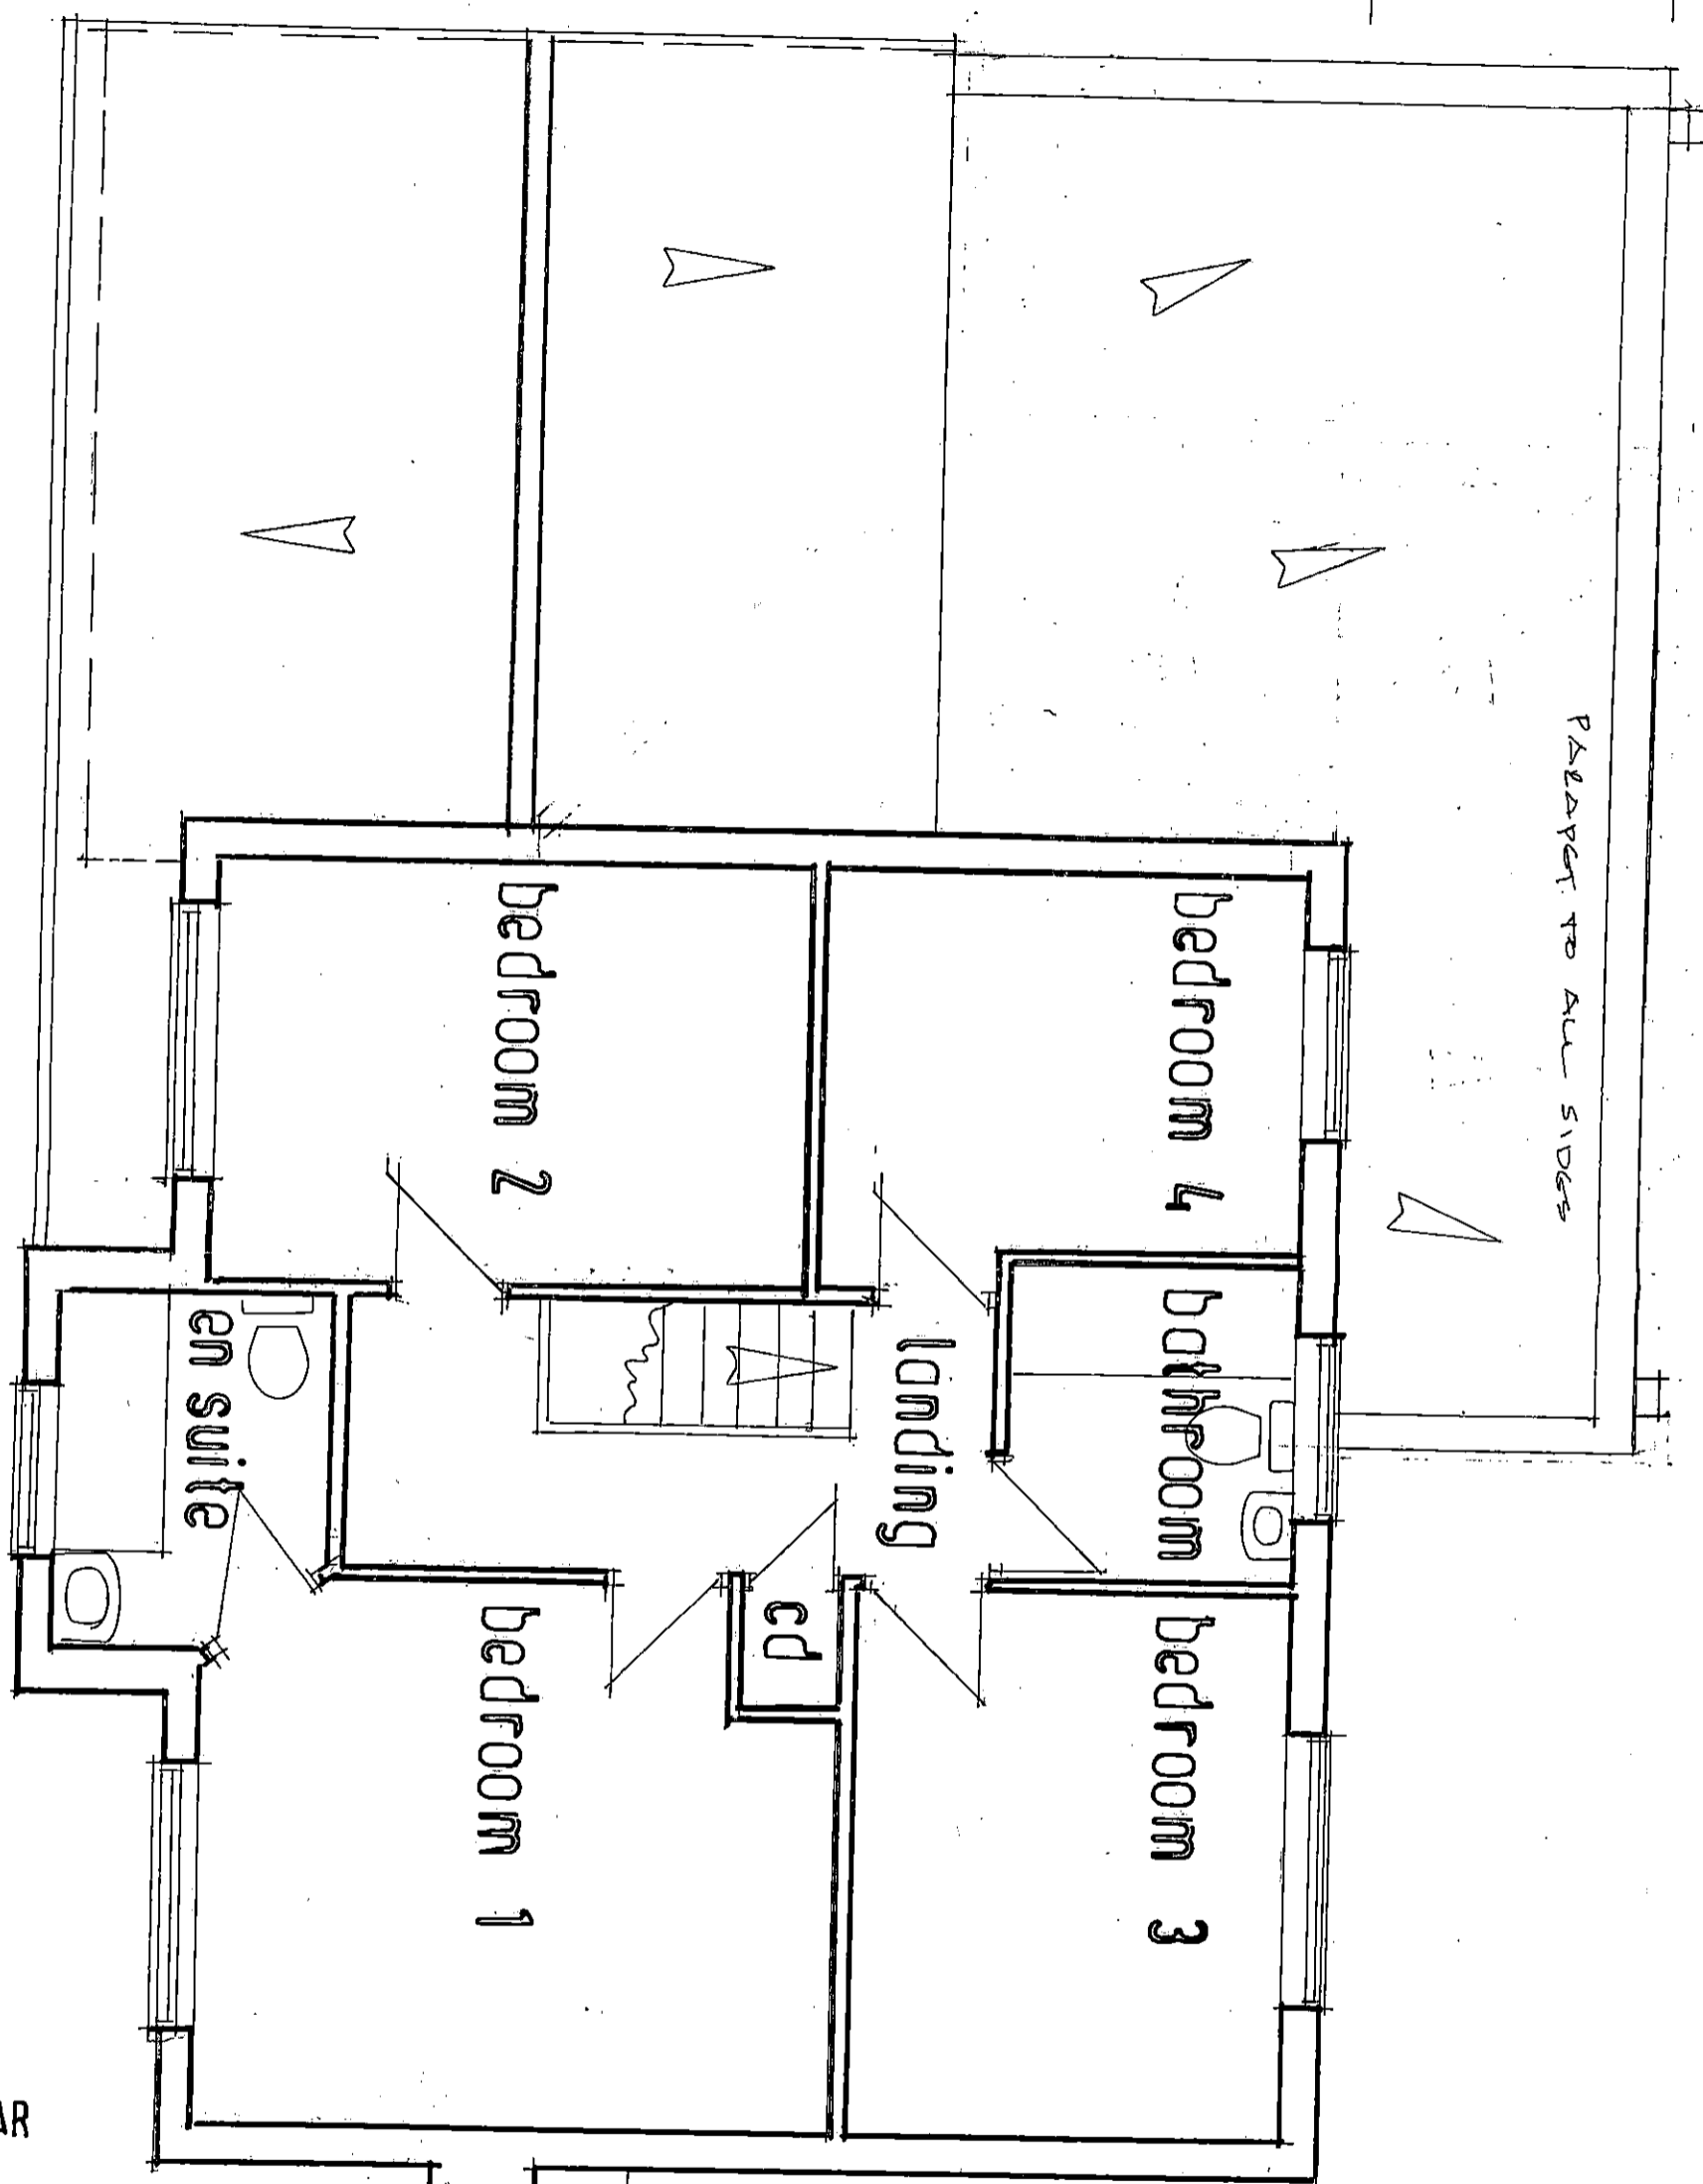 PARAPET TO ALL SIDES
bedroom 4
bathroom
bedroom 3
landing
cd
bedroom 2
en suite
bedroom 1
AR